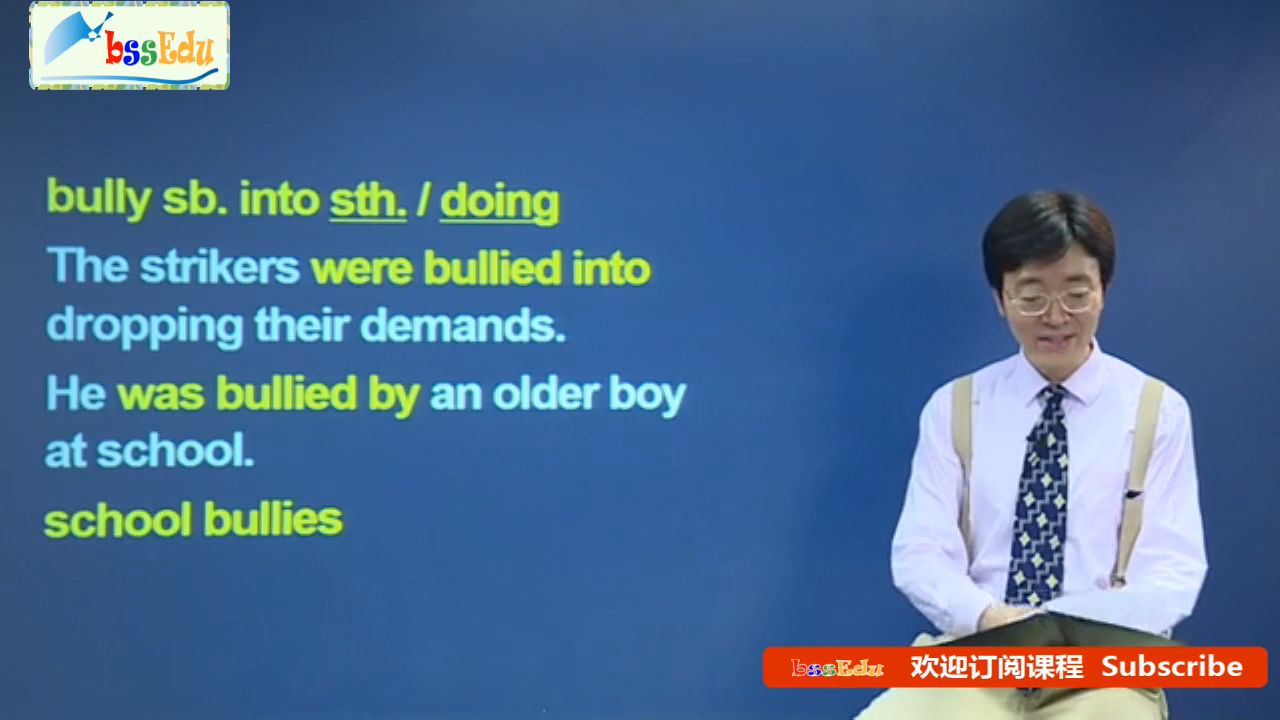 bssEdu
bully sb. into sth. / doing
The strikers were bullied into
dropping their demands.
He was bullied by an older boy
at school.
school bullies
bssEdu 欢迎订阅课程 Subscribe